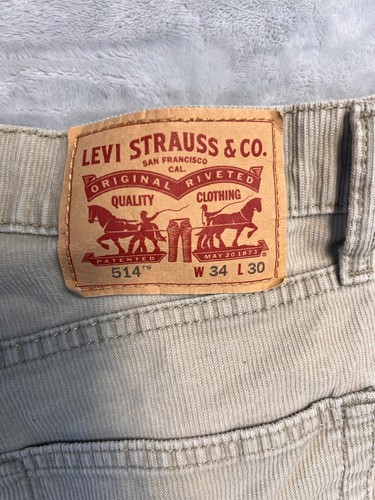 LEVI STRAUSS & CO.
SAN FRANCISCO
CAL.
ORIGINAL RIVETED
QUALITY CLOTHING
PATENTED MAY 20 1873
514™ W 34 L 30